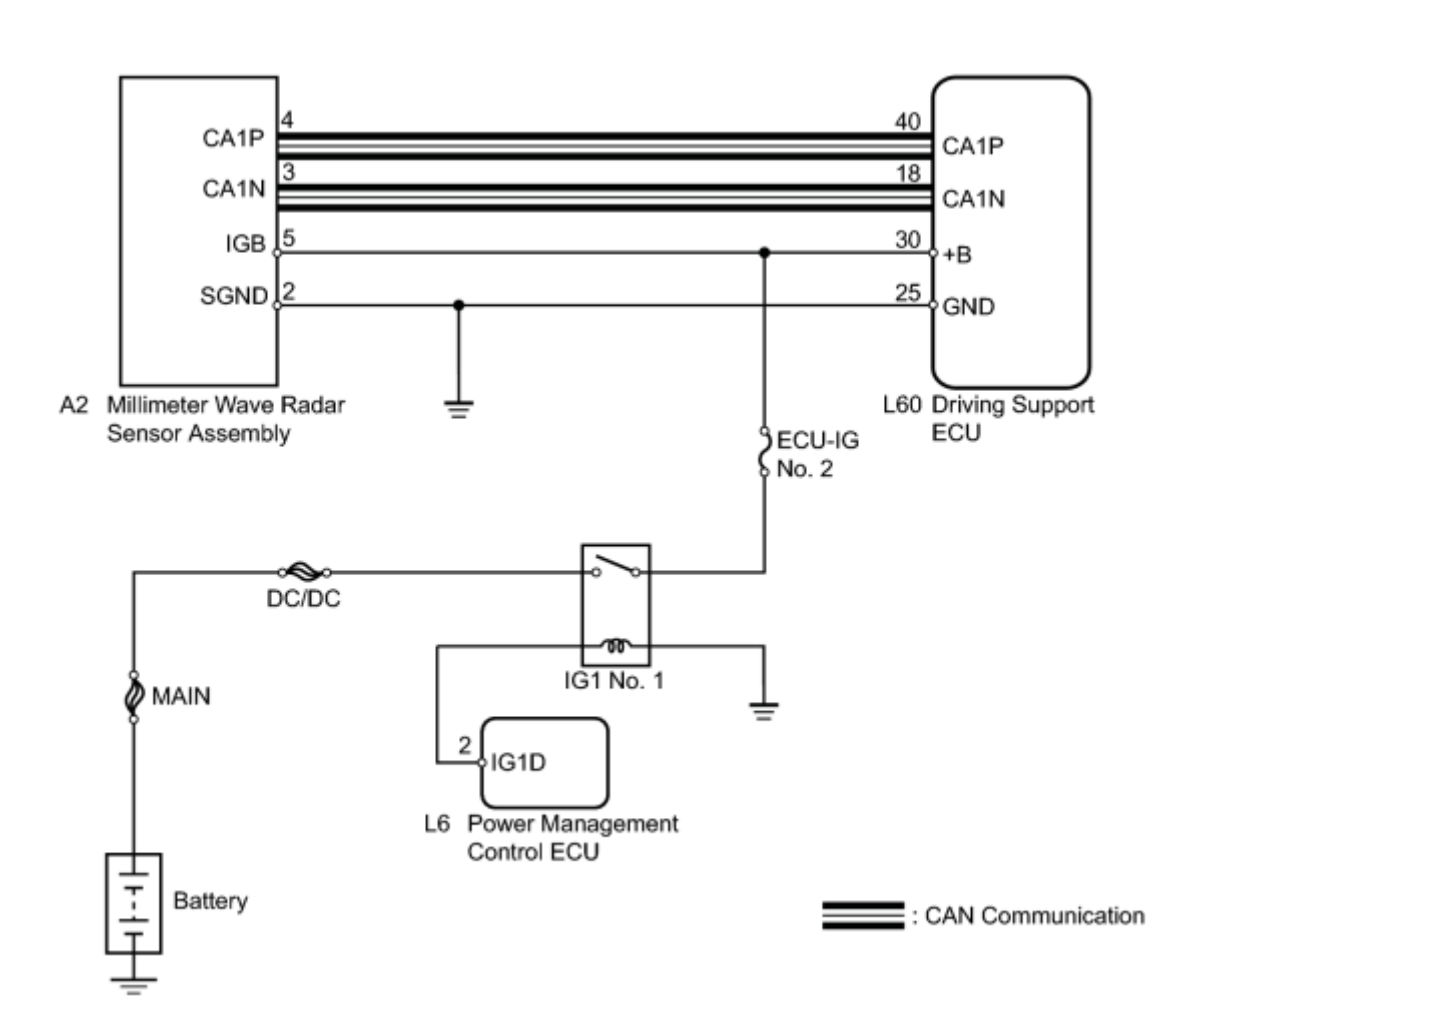 4
40
CA1P
CA1P
3
18
CA1N
CA1N
IGB
5
30
+B
SGND
2
25
GND
A2 Millimeter Wave Radar
Sensor Assembly
L60 Driving Support
ECU
ECU-IG
No. 2
DC/DC
MAIN
IG1 No. 1
2
IG1D
L6 Power Management
Control ECU
Battery
: CAN Communication